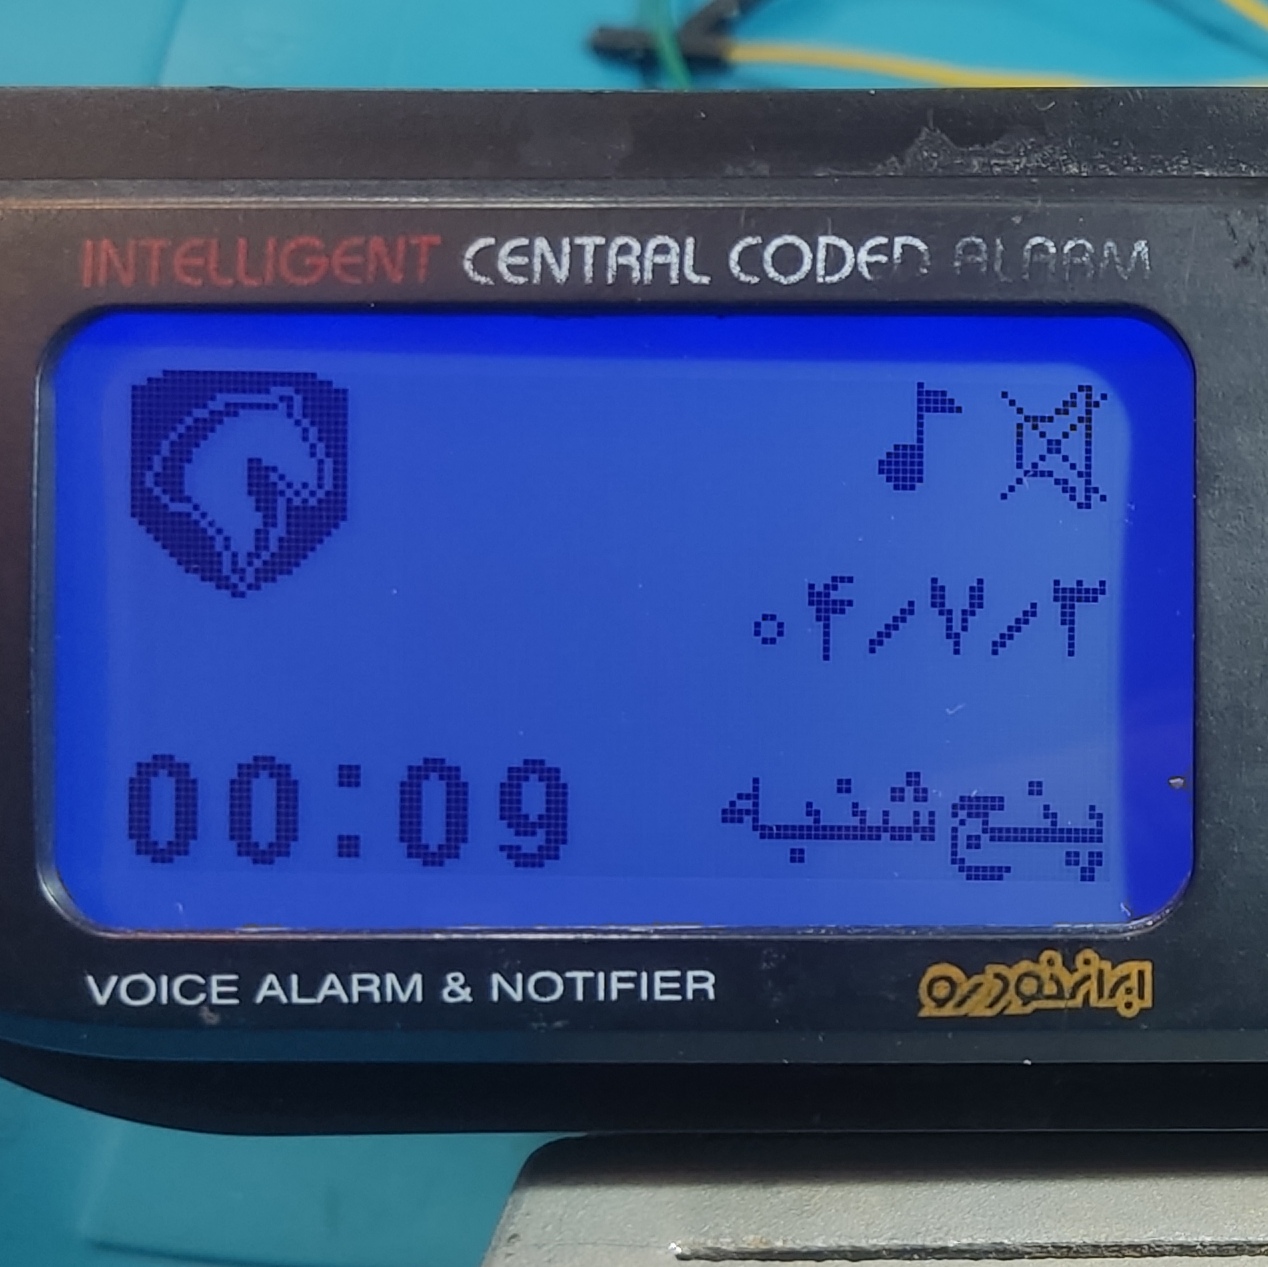 INTELLIGENT CENTRAL CODED ALARM
۰۴/۷/۳
00:09 پنج شنبه
VOICE ALARM & NOTIFIER ایران‌خودرو